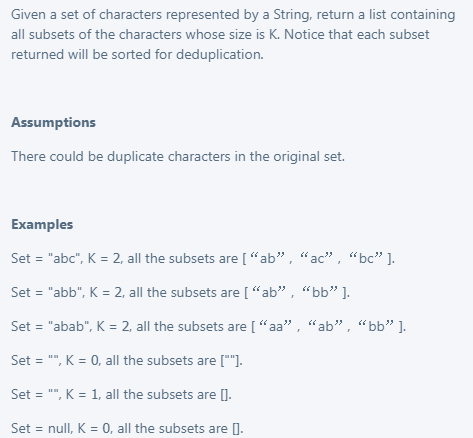 Given a set of characters represented by a String, return a list containing
all subsets of the characters whose size is K. Notice that each subset
returned will be sorted for deduplication.
Assumptions
There could be duplicate characters in the original set.
Examples
Set = "abc", K = 2, all the subsets are [ “ab” , “ac” , “bc” ].
Set = "abb", K = 2, all the subsets are [ “ab” , “bb” ].
Set = "abab", K = 2, all the subsets are [ “aa” , “ab” , “bb” ].
Set = "", K = 0, all the subsets are [""].
Set = "", K = 1, all the subsets are [].
Set = null, K = 0, all the subsets are [].